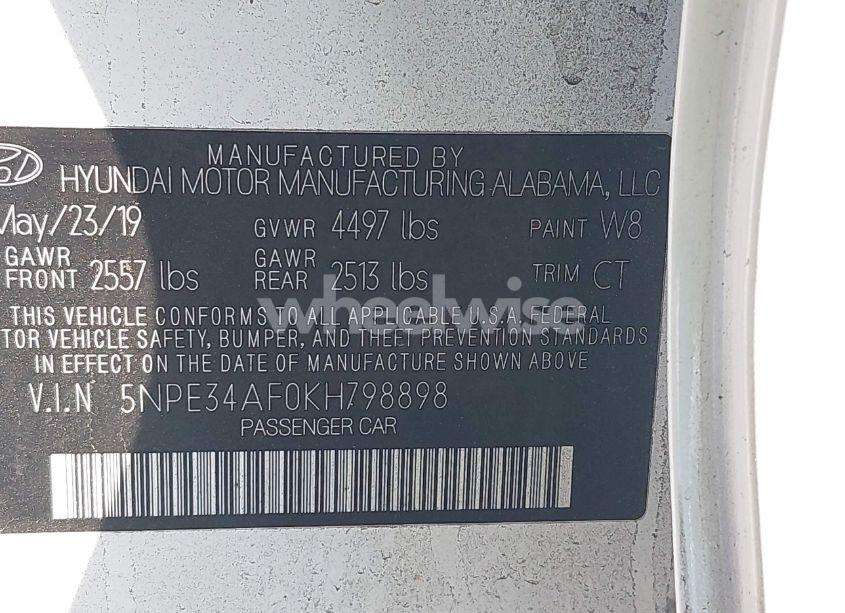 MANUFACTURED BY
HYUNDAI MOTOR MANUFACTURING ALABAMA, LLC
May/23/19 GVWR 4497 lbs PAINT W8
GAWR FRONT 2557 lbs GAWR REAR 2513 lbs TRIM CT
wheelwise
THIS VEHICLE CONFORMS TO ALL APPLICABLE U.S.A. FEDERAL
TOR VEHICLE SAFETY, BUMPER, AND THEFT PREVENTION STANDARDS
IN EFFECT ON THE DATE OF MANUFACTURE SHOWN ABOVE
V.I.N 5NPE34AF0KH798898
PASSENGER CAR